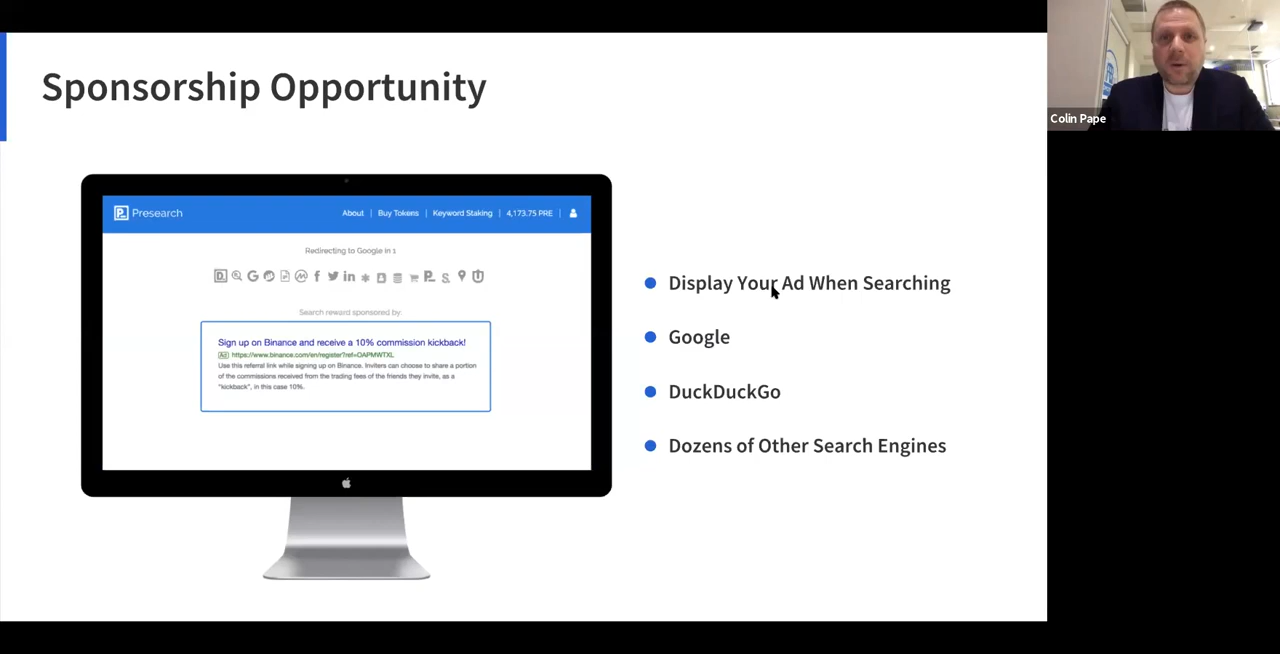 Sponsorship Opportunity
Presearch
About | Buy Tokens | Keyword Staking | 4,173.75 PRE |
Redirecting to Google in 1
Search reward sponsored by:
Sign up on Binance and receive a 10% commission kickback!
Ad https://www.binance.com/en/register?ref=OAPMWTXL
Use this referral link while signing up on Binance. Inviters can choose to share a portion
of the commissions received from the trading fees of the friends they invite, as a
"kickback", in this case 10%.
Display Your Ad When Searching
Google
DuckDuckGo
Dozens of Other Search Engines
Colin Pape